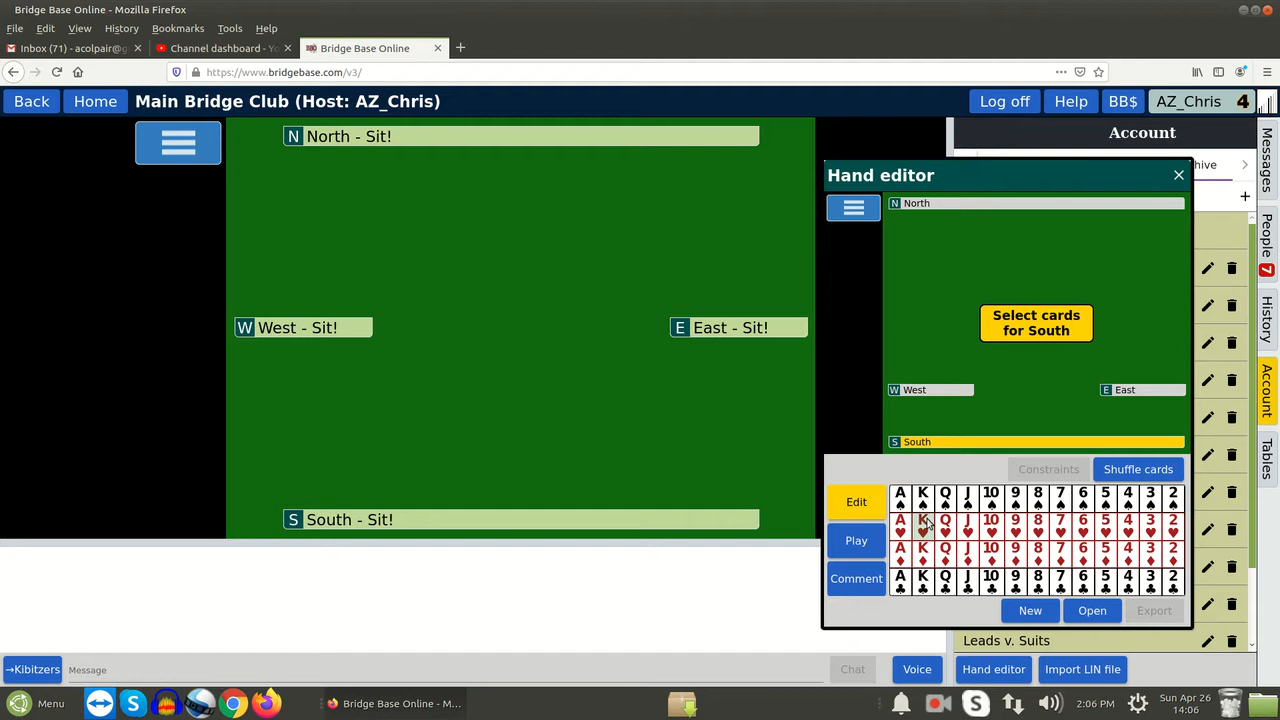 Bridge Base Online - Mozilla Firefox
File Edit View History Bookmarks Tools Help
Inbox (71) - acolpair@g
Channel dashboard - Yo
Bridge Base Online
https://www.bridgebase.com/v3/
Back
Home
Main Bridge Club (Host: AZ_Chris)
Log off
Help
BB$
AZ_Chris 4
N North - Sit!
W West - Sit!
E East - Sit!
S South - Sit!
Account
hive
Hand editor
N North
Select cards
for South
W West
E East
S South
Constraints
Shuffle cards
Edit
Play
Comment
A K Q J 10 9 8 7 6 5 4 3 2
A K Q J 10 9 8 7 6 5 4 3 2
A K Q J 10 9 8 7 6 5 4 3 2
A K Q J 10 9 8 7 6 5 4 3 2
New
Open
Export
Leads v. Suits
Messages
People 7
History
Account
Tables
→Kibitzers
Message
Chat
Voice
Hand editor
Import LIN file
Menu
Bridge Base Online - M...
2:06 PM
Sun Apr 26
14:06